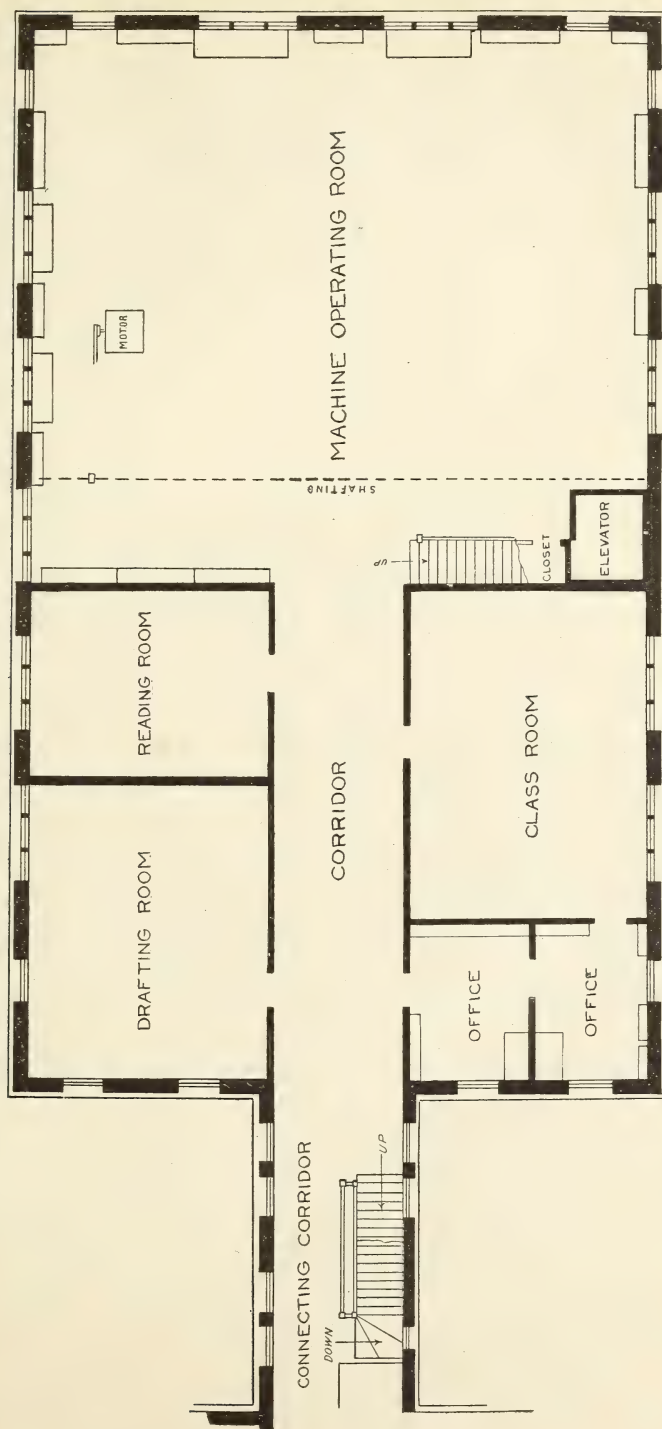 MACHINE OPERATING ROOM
MOTOR
SHAFTING
UP
CLOSET
ELEVATOR
READING ROOM
CLASS ROOM
CORRIDOR
DRAFTING ROOM
OFFICE
OFFICE
CONNECTING CORRIDOR
UP
DOWN